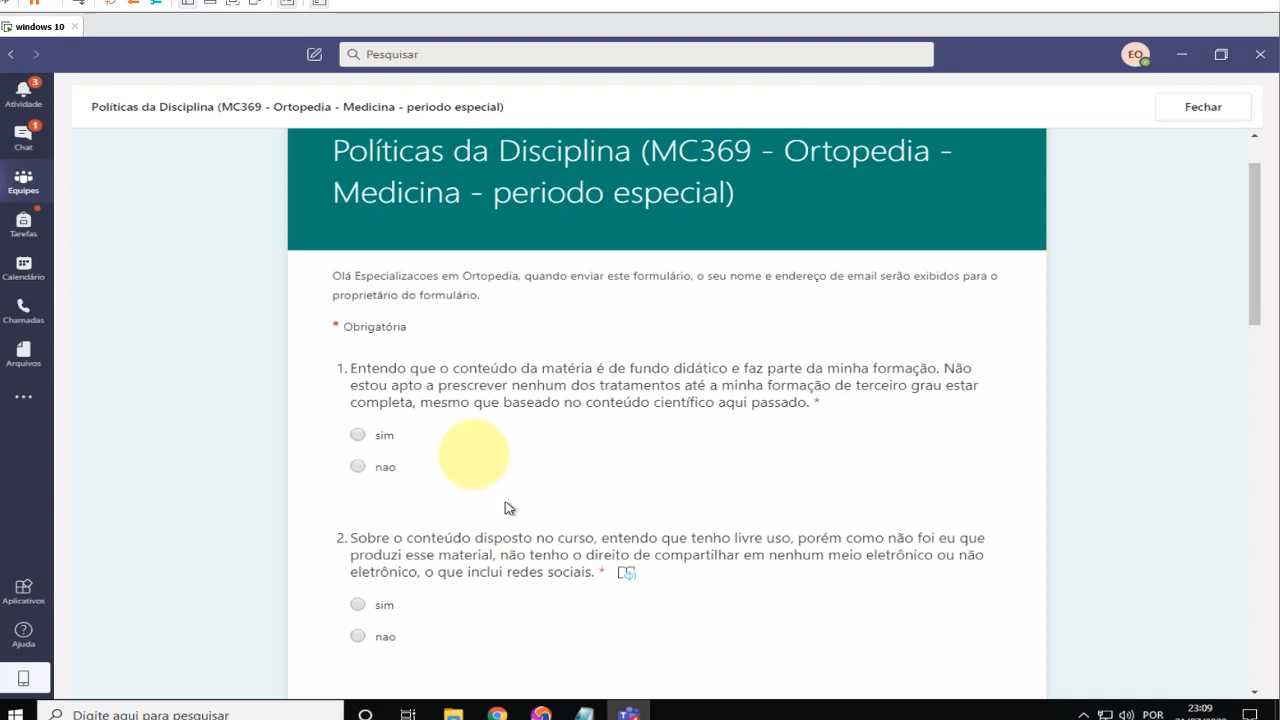 windows 10
Pesquisar
EO
Atividade
3
Chat
1
Equipes
Tarefas
Calendário
Chamadas
Arquivos
Aplicativos
Ajuda
Políticas da Disciplina (MC369 - Ortopedia - Medicina - periodo especial)
Fechar
Políticas da Disciplina (MC369 - Ortopedia -
Medicina - periodo especial)
Olá Especializacoes em Ortopedia, quando enviar este formulário, o seu nome e endereço de email serão exibidos para o
proprietário do formulário.
* Obrigatória
1. Entendo que o conteúdo da matéria é de fundo didático e faz parte da minha formação. Não
estou apto a prescrever nenhum dos tratamentos até a minha formação de terceiro grau estar
completa, mesmo que baseado no conteúdo científico aqui passado. *
sim
nao
2. Sobre o conteúdo disposto no curso, entendo que tenho livre uso, porém como não foi eu que
produzi esse material, não tenho o direito de compartilhar em nenhum meio eletrônico ou não
eletrônico, o que inclui redes sociais. *
sim
nao
Digite aqui para pesquisar
POR
23:09